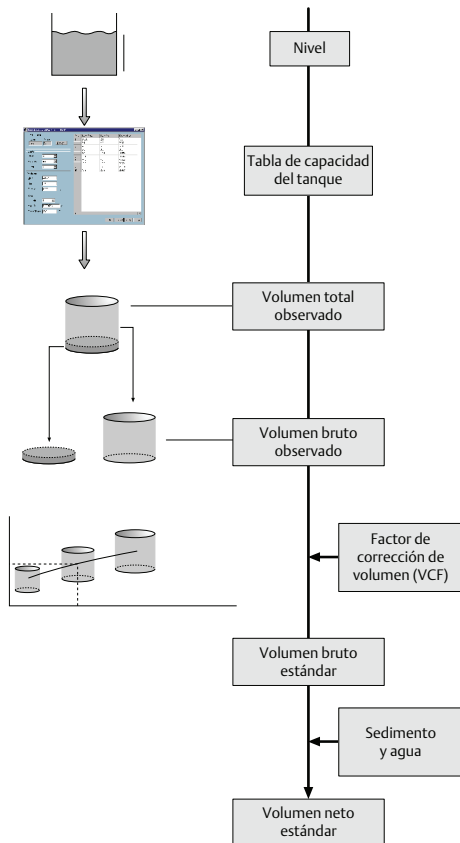 Nivel
Tabla de capacidad
del tanque
Volumen total
observado
Volumen bruto
observado
Factor de
corrección de
volumen (VCF)
Volumen bruto
estándar
Sedimento
y agua
Volumen neto
estándar